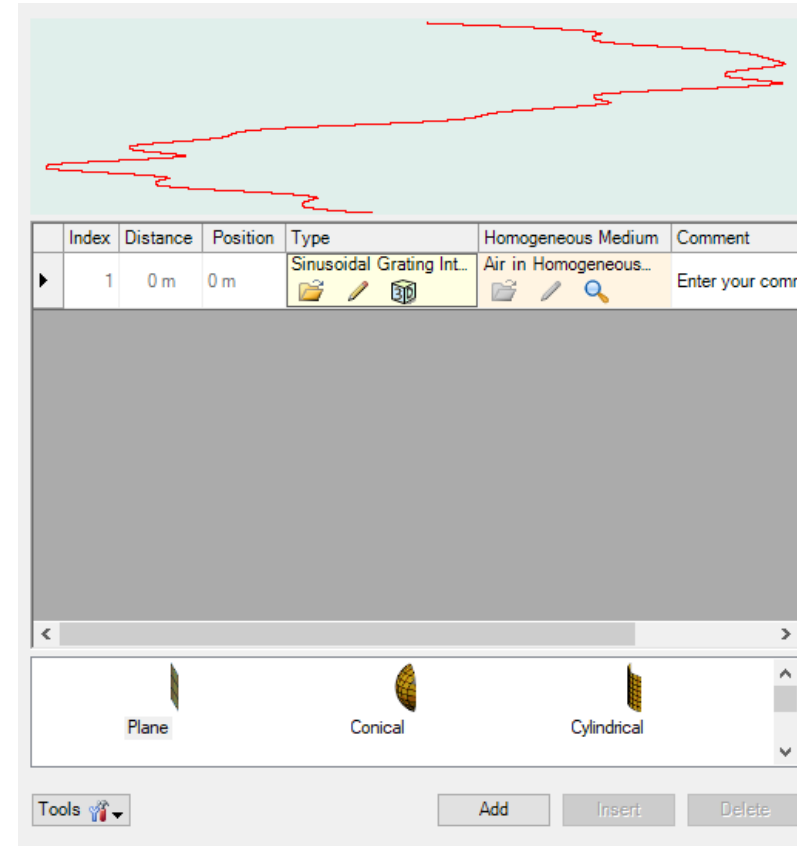 Index Distance Position Type Homogeneous Medium Comment
1 0 m 0 m Sinusoidal Grating Int... Air in Homogeneous... Enter your comm
3D
Plane Conical Cylindrical
Tools Add Insert Delete